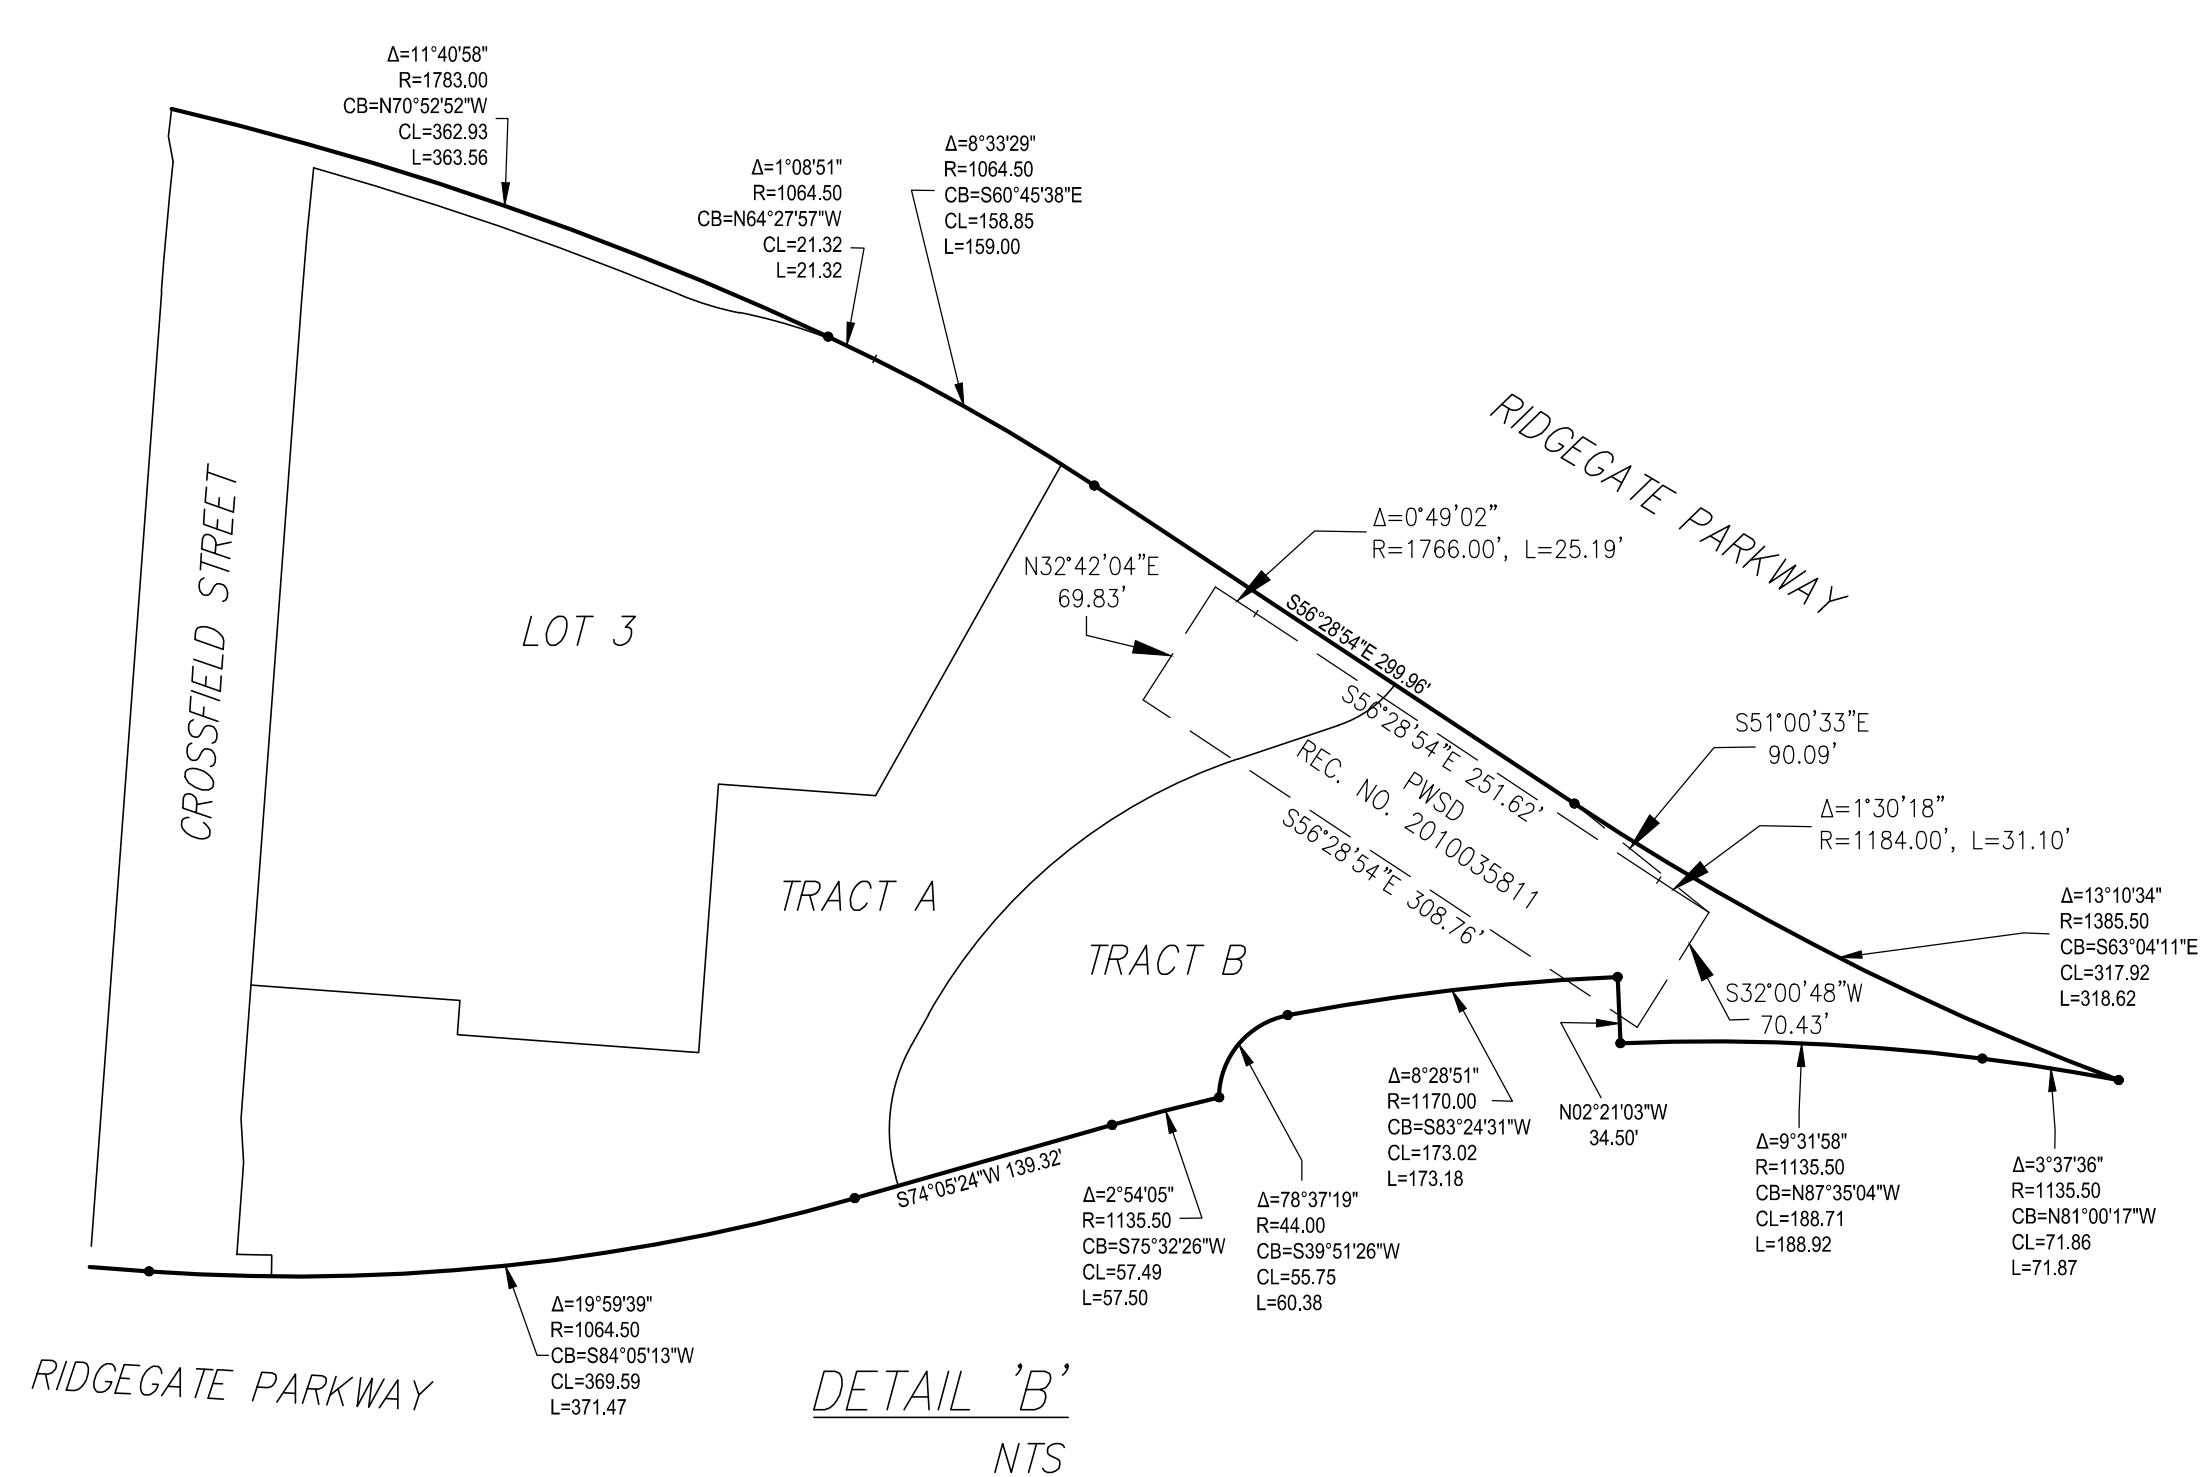 Δ=11°40'58"
R=1783.00
CB=N70°52'52"W
CL=362.93
L=363.56
Δ=1°08'51"
R=1064.50
CB=N64°27'57"W
CL=21.32
L=21.32
Δ=8°33'29"
R=1064.50
CB=S60°45'38"E
CL=158.85
L=159.00
RIDGEGATE PARKWAY
Δ=0°49'02"
R=1766.00', L=25.19'
N32°42'04"E
69.83'
S56°28'54"E 299.96'
S56°28'54"E 251.62'
PWSD
REC. NO. 2010035811
S56°28'54"E 308.76'
S51°00'33"E
90.09'
Δ=1°30'18"
R=1184.00', L=31.10'
Δ=13°10'34"
R=1385.50
CB=S63°04'11"E
CL=317.92
L=318.62
S32°00'48"W
70.43'
CROSSFIELD STREET
LOT 3
TRACT A
TRACT B
S74°05'24"W 139.32'
Δ=2°54'05"
R=1135.50
CB=S75°32'26"W
CL=57.49
L=57.50
Δ=78°37'19"
R=44.00
CB=S39°51'26"W
CL=55.75
L=60.38
Δ=8°28'51"
R=1170.00
CB=S83°24'31"W
CL=173.02
L=173.18
N02°21'03"W
34.50'
Δ=9°31'58"
R=1135.50
CB=N87°35'04"W
CL=188.71
L=188.92
Δ=3°37'36"
R=1135.50
CB=N81°00'17"W
CL=71.86
L=71.87
Δ=19°59'39"
R=1064.50
CB=S84°05'13"W
CL=369.59
L=371.47
RIDGEGATE PARKWAY
DETAIL 'B'
NTS